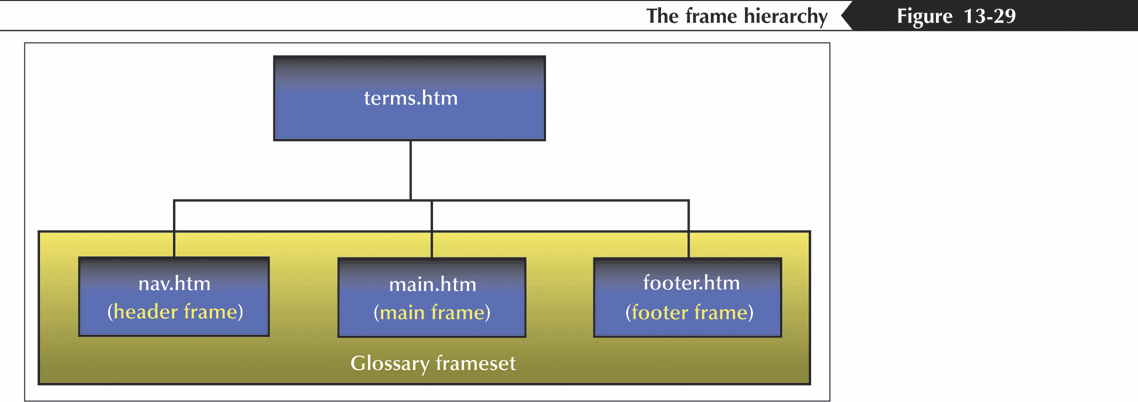 The frame hierarchy Figure 13-29
terms.htm
nav.htm main.htm footer.htm
(header frame) (main frame) (footer frame)
Glossary frameset